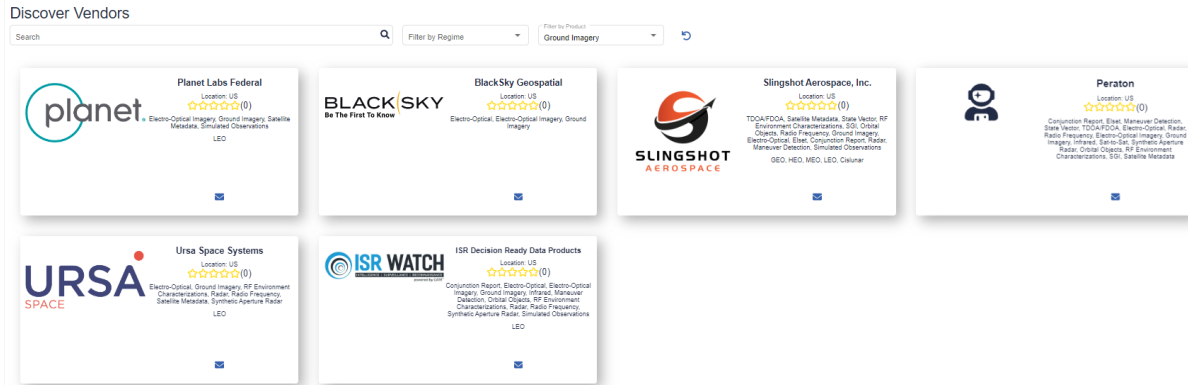 Discover Vendors
Search
Filter by Regime
Filter by Product
Ground Imagery
planet.
Planet Labs Federal
Location: US
(0)
Electro-Optical Imagery, Ground Imagery, Satellite
Metadata, Simulated Observations
LEO
BLACKSKY
Be The First To Know
BlackSky Geospatial
Location: US
(0)
Electro-Optical, Electro-Optical Imagery, Ground
Imagery
SLINGSHOT
AEROSPACE
Slingshot Aerospace, Inc.
Location: US
(0)
TDOA/FDOA, Satellite Metadata, State Vector, RF
Environment Characterizations, SGI, Orbital
Objects, Radio Frequency, Ground Imagery,
Electro-Optical, Elset, Conjunction Report, Radar,
Maneuver Detection, Simulated Observations
GEO, HEO, MEO, LEO, Cislunar
Peraton
Location: US
(0)
Conjunction Report, Elset, Maneuver Detection,
State Vector, TDOA/FDOA, Electro-Optical, Radar,
Radio Frequency, Electro-Optical Imagery, Ground
Imagery, Infrared, Sat-to-Sat, Synthetic Aperture
Radar, Orbital Objects, RF Environment
Characterizations, SGI, Satellite Metadata
URSA
SPACE
Ursa Space Systems
Location: US
(0)
Electro-Optical, Ground Imagery, RF Environment
Characterizations, Radar, Radio Frequency,
Satellite Metadata, Synthetic Aperture Radar
LEO
ISR WATCH
INTELLIGENCE • SURVEILLANCE • RECONNAISSANCE
ISR Decision Ready Data Products
Location: US
(0)
Conjunction Report, Electro-Optical, Electro-Optical
Imagery, Ground Imagery, Infrared, Maneuver
Detection, Orbital Objects, RF Environment
Characterizations, Radar, Radio Frequency,
Synthetic Aperture Radar, Simulated Observations
LEO